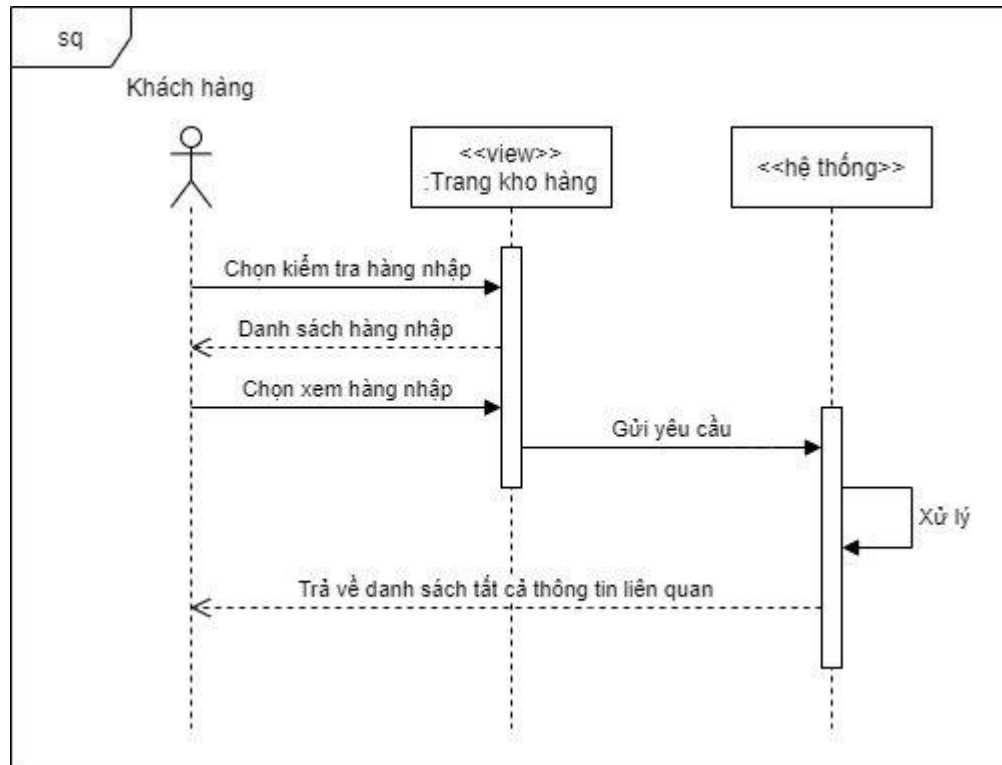 sq
Khách hàng
<<view>>
:Trang kho hàng
<<hệ thống>>
Chọn kiểm tra hàng nhập
Danh sách hàng nhập
Chọn xem hàng nhập
Gửi yêu cầu
Xử lý
Trả về danh sách tất cả thông tin liên quan